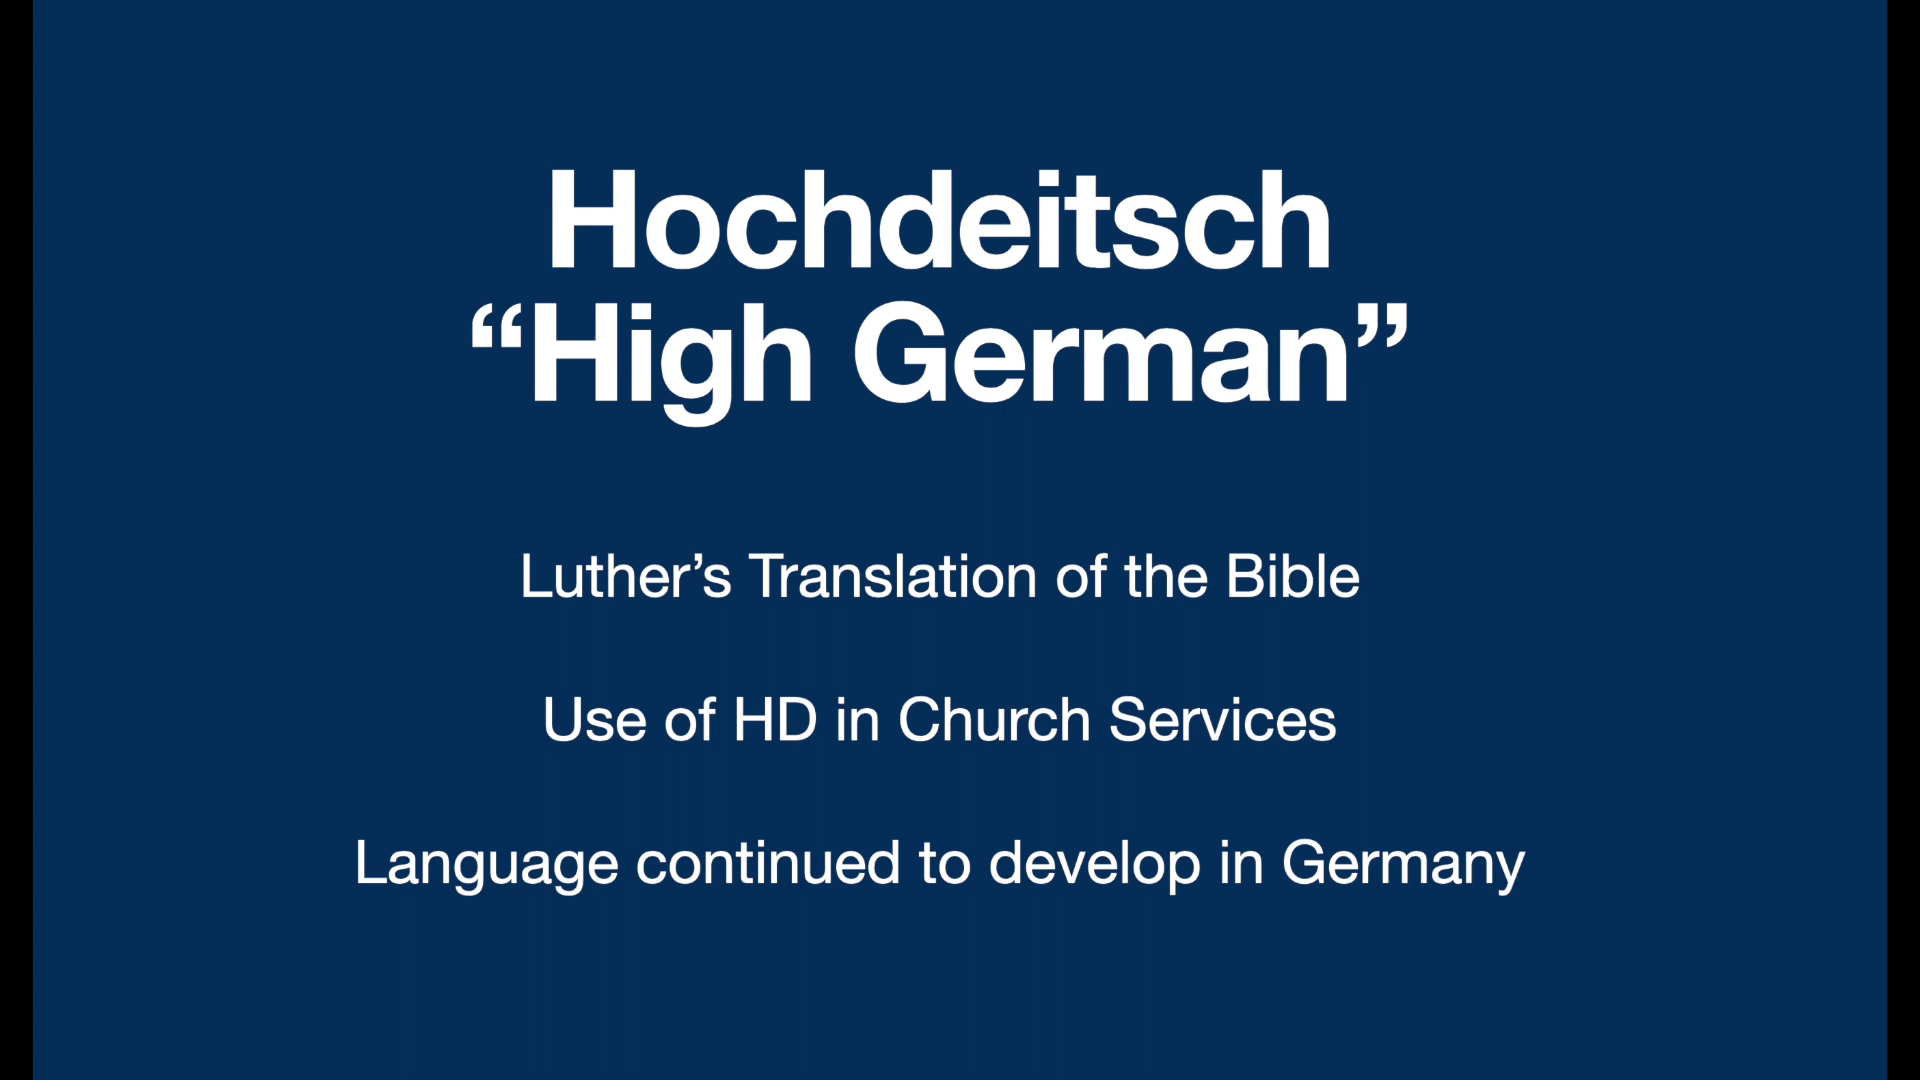 Hochdeitsch
“High German”
Luther’s Translation of the Bible
Use of HD in Church Services
Language continued to develop in Germany